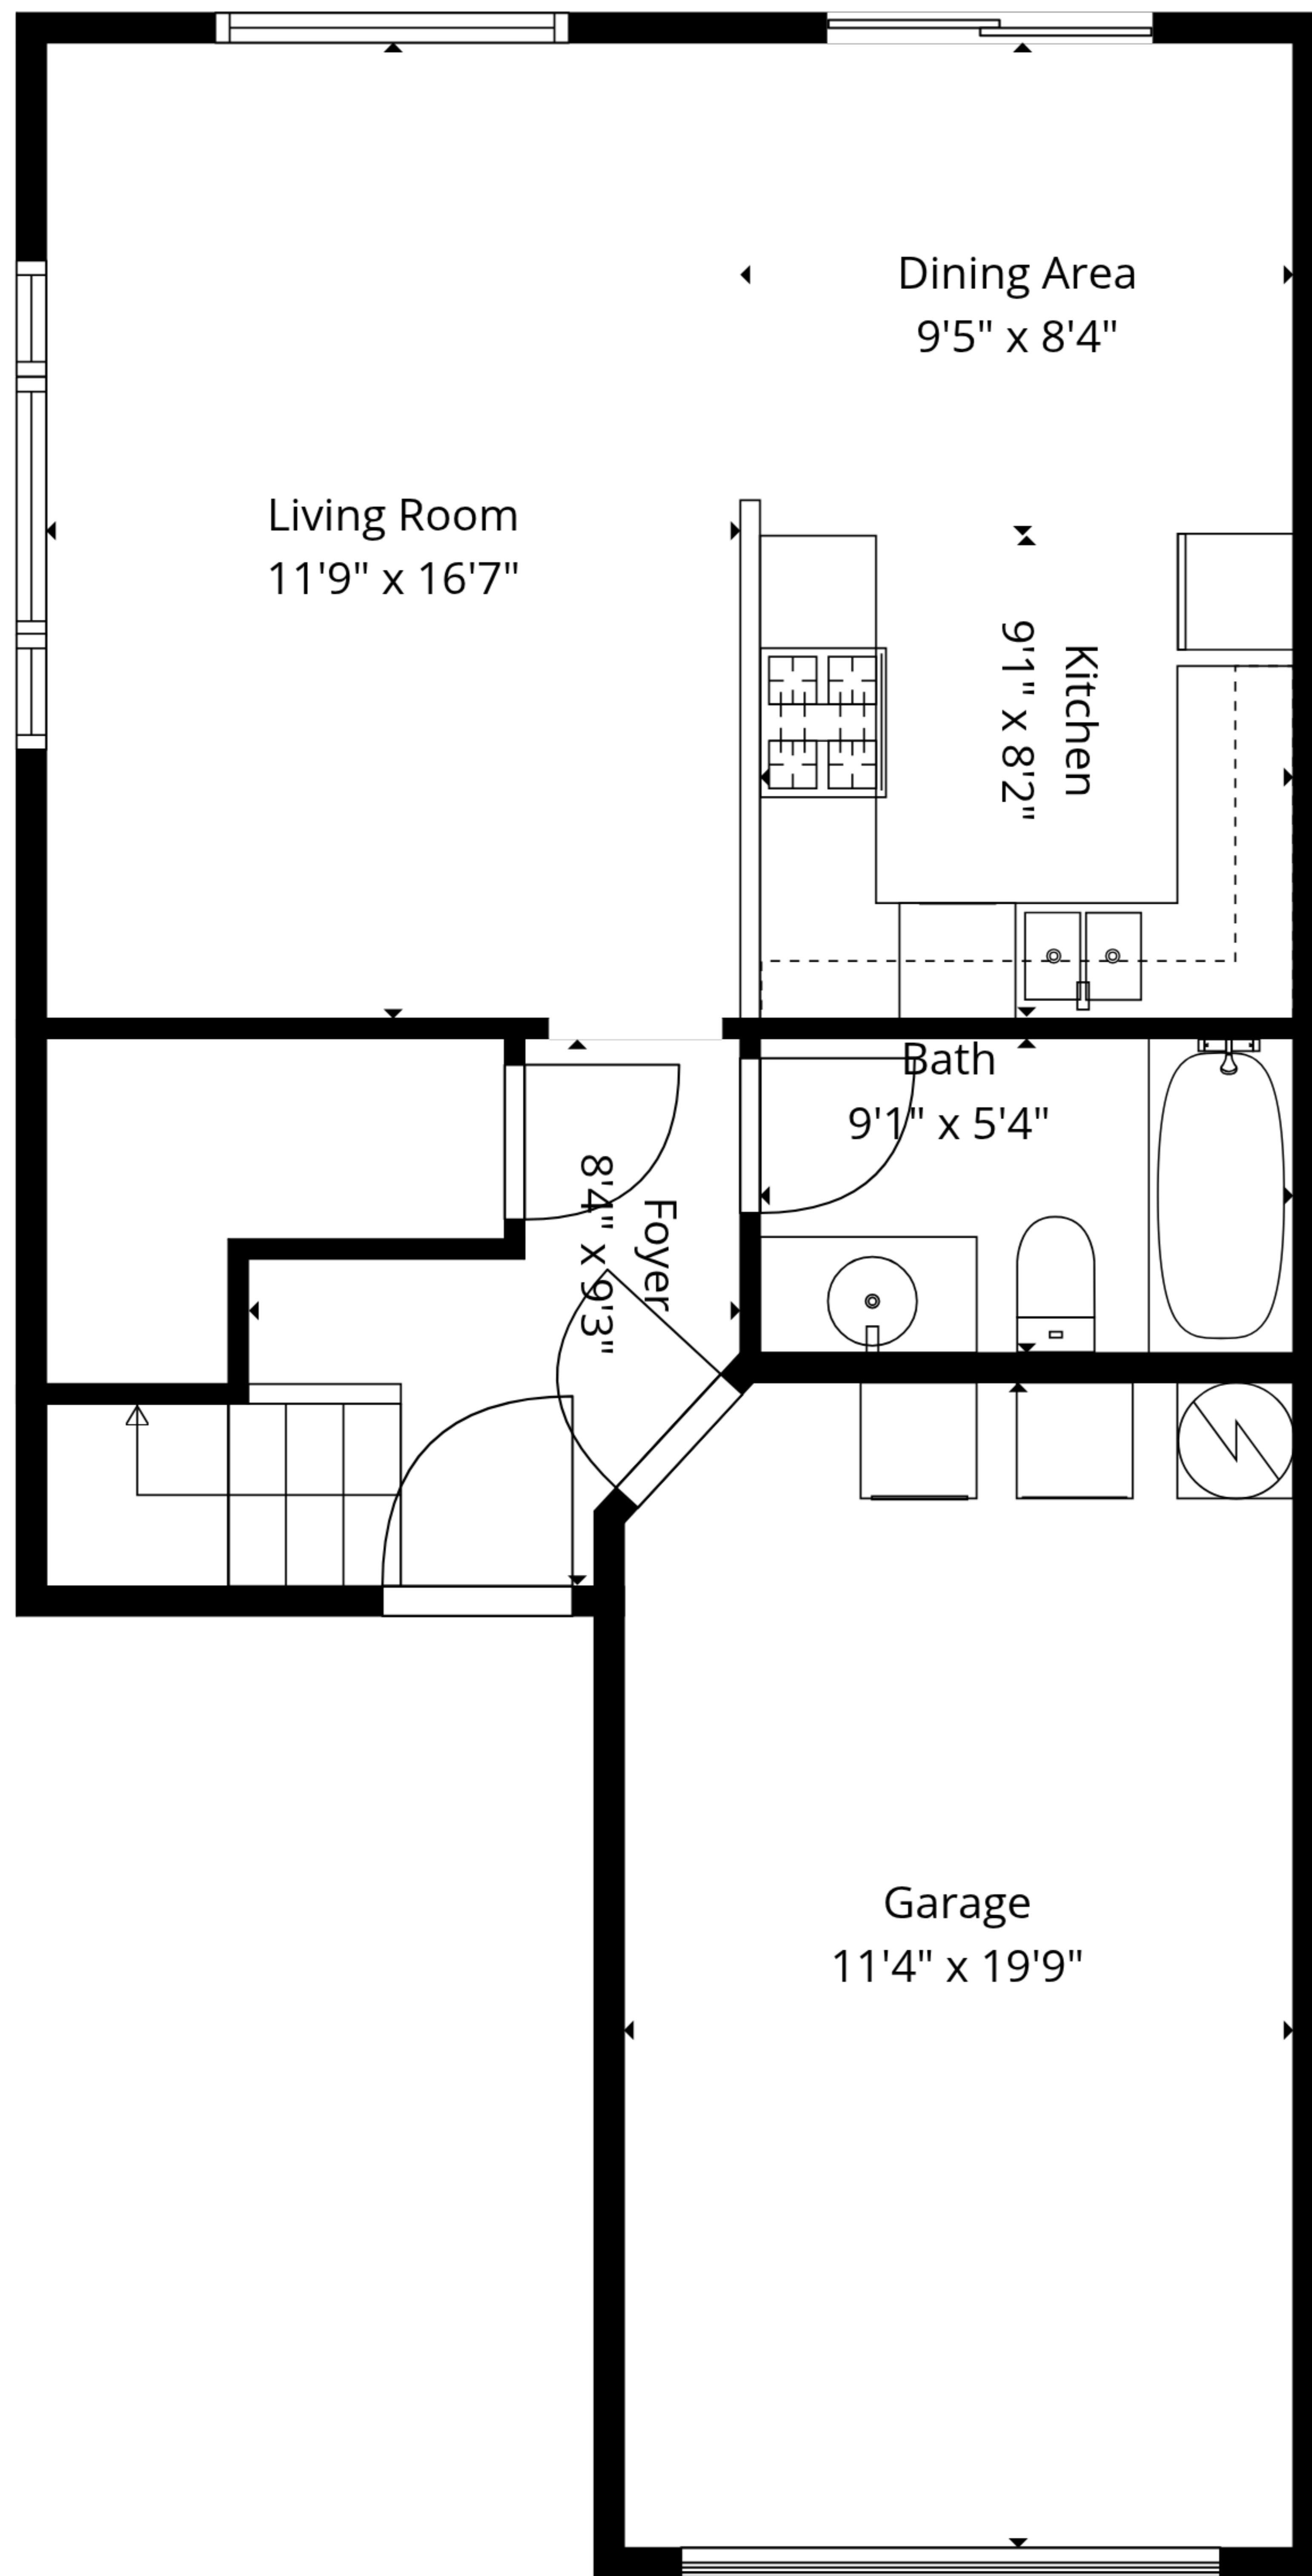 Dining Area
9'5" x 8'4"
Living Room
11'9" x 16'7"
Kitchen
9'1" x 8'2"
Bath
9'1" x 5'4"
Foyer
8'4" x 9'3"
Garage
11'4" x 19'9"